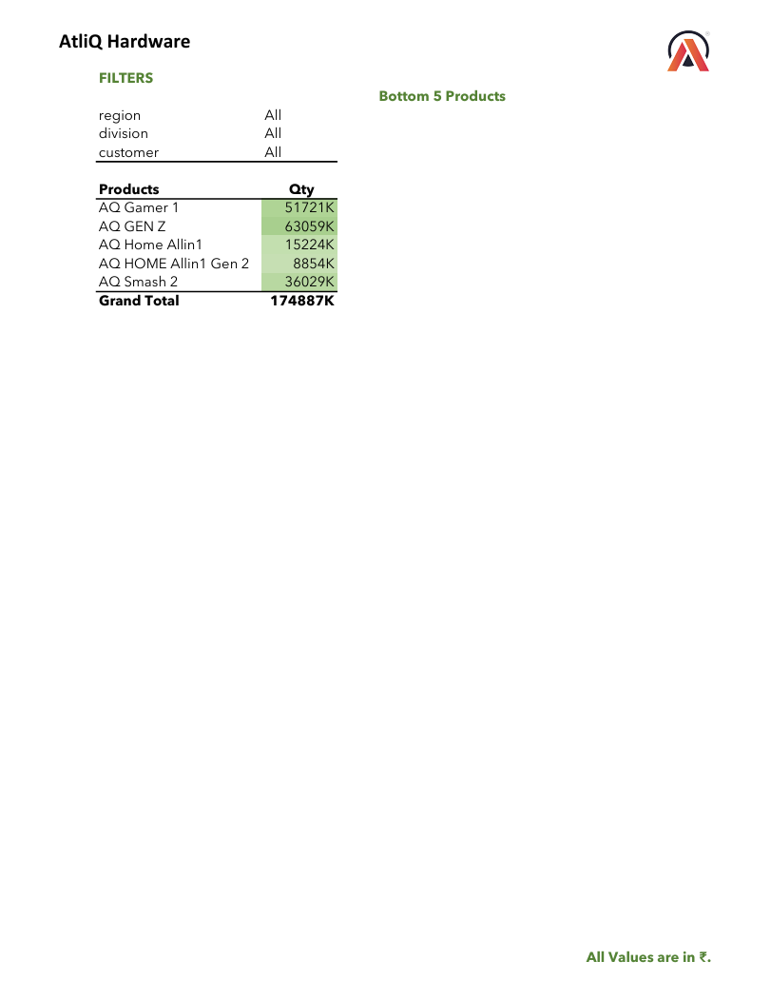 AtliQ Hardware
FILTERS
Bottom 5 Products
region All
division All
customer All
Products Qty
AQ Gamer 1 51721K
AQ GEN Z 63059K
AQ Home Allin1 15224K
AQ HOME Allin1 Gen 2 8854K
AQ Smash 2 36029K
Grand Total 174887K
All Values are in ₹.